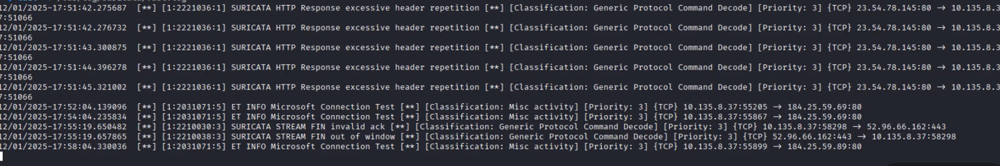 12/01/2025-17:51:42.275687  [**] [1:2221036:1] SURICATA HTTP Response excessive header repetition [**] [Classification: Generic Protocol Command Decode] [Priority: 3] {TCP} 23.54.78.145:80 → 10.135.8.3
7:51066
12/01/2025-17:51:42.276732  [**] [1:2221036:1] SURICATA HTTP Response excessive header repetition [**] [Classification: Generic Protocol Command Decode] [Priority: 3] {TCP} 23.54.78.145:80 → 10.135.8.3
7:51066
12/01/2025-17:51:43.300875  [**] [1:2221036:1] SURICATA HTTP Response excessive header repetition [**] [Classification: Generic Protocol Command Decode] [Priority: 3] {TCP} 23.54.78.145:80 → 10.135.8.3
7:51066
12/01/2025-17:51:44.396278  [**] [1:2221036:1] SURICATA HTTP Response excessive header repetition [**] [Classification: Generic Protocol Command Decode] [Priority: 3] {TCP} 23.54.78.145:80 → 10.135.8.3
7:51066
12/01/2025-17:51:45.321002  [**] [1:2221036:1] SURICATA HTTP Response excessive header repetition [**] [Classification: Generic Protocol Command Decode] [Priority: 3] {TCP} 23.54.78.145:80 → 10.135.8.3
7:51066
12/01/2025-17:52:04.139096  [**] [1:2031071:5] ET INFO Microsoft Connection Test [**] [Classification: Misc activity] [Priority: 3] {TCP} 10.135.8.37:55205 → 184.25.59.69:80
12/01/2025-17:54:04.235834  [**] [1:2031071:5] ET INFO Microsoft Connection Test [**] [Classification: Misc activity] [Priority: 3] {TCP} 10.135.8.37:55867 → 184.25.59.69:80
12/01/2025-17:55:19.650482  [**] [1:2210030:3] SURICATA STREAM FIN invalid ack [**] [Classification: Generic Protocol Command Decode] [Priority: 3] {TCP} 10.135.8.37:58298 → 52.96.66.162:443
12/01/2025-17:55:19.657865  [**] [1:2210038:3] SURICATA STREAM FIN out of window [**] [Classification: Generic Protocol Command Decode] [Priority: 3] {TCP} 52.96.66.162:443 → 10.135.8.37:58298
12/01/2025-17:58:04.330036  [**] [1:2031071:5] ET INFO Microsoft Connection Test [**] [Classification: Misc activity] [Priority: 3] {TCP} 10.135.8.37:55899 → 184.25.59.89:80